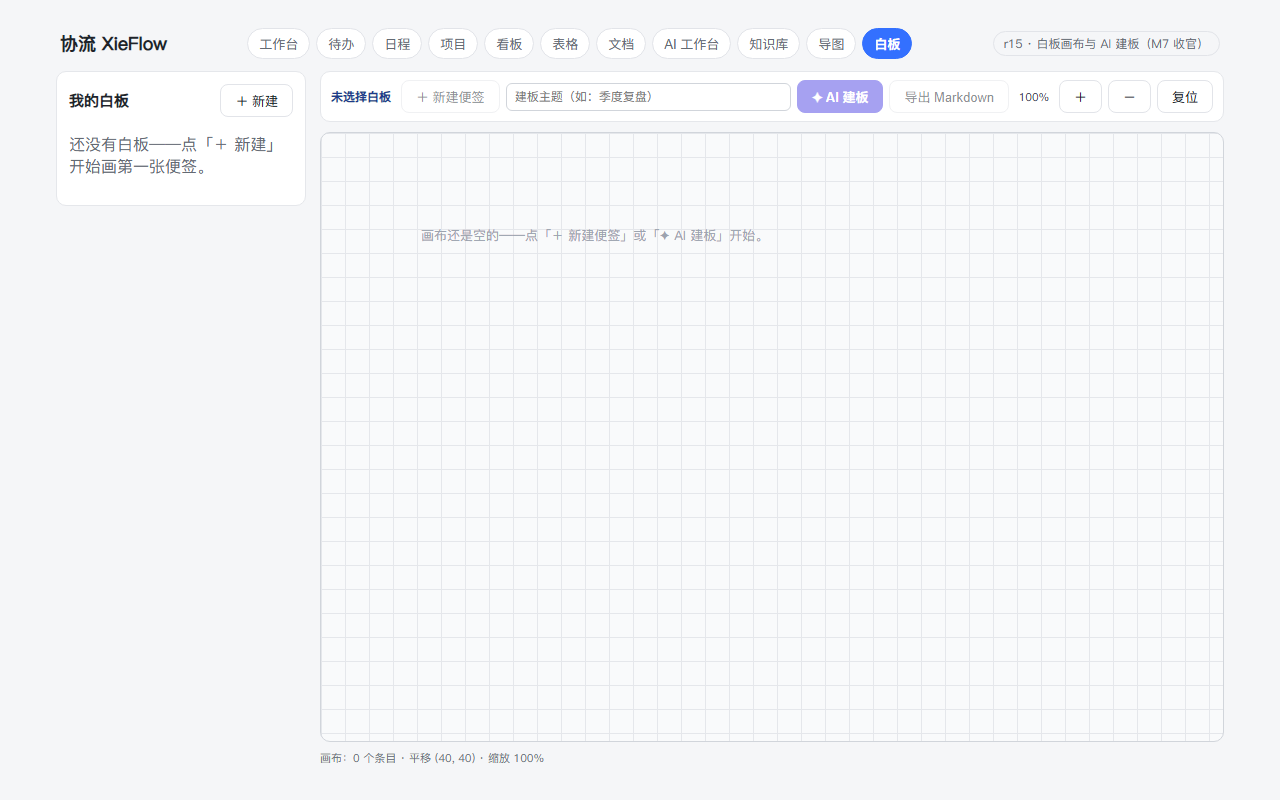 协流 XieFlow
工作台
待办
日程
项目
看板
表格
文档
AI 工作台
知识库
导图
白板
r15 · 白板画布与 AI 建板（M7 收官）
我的白板
＋ 新建
还没有白板——点「＋ 新建」
开始画第一张便签。
未选择白板
＋ 新建便签
建板主题（如：季度复盘）
✦ AI 建板
导出 Markdown
100%
＋
－
复位
画布还是空的——点「＋ 新建便签」或「✦ AI 建板」开始。
画布：0 个条目 · 平移 (40, 40) · 缩放 100%